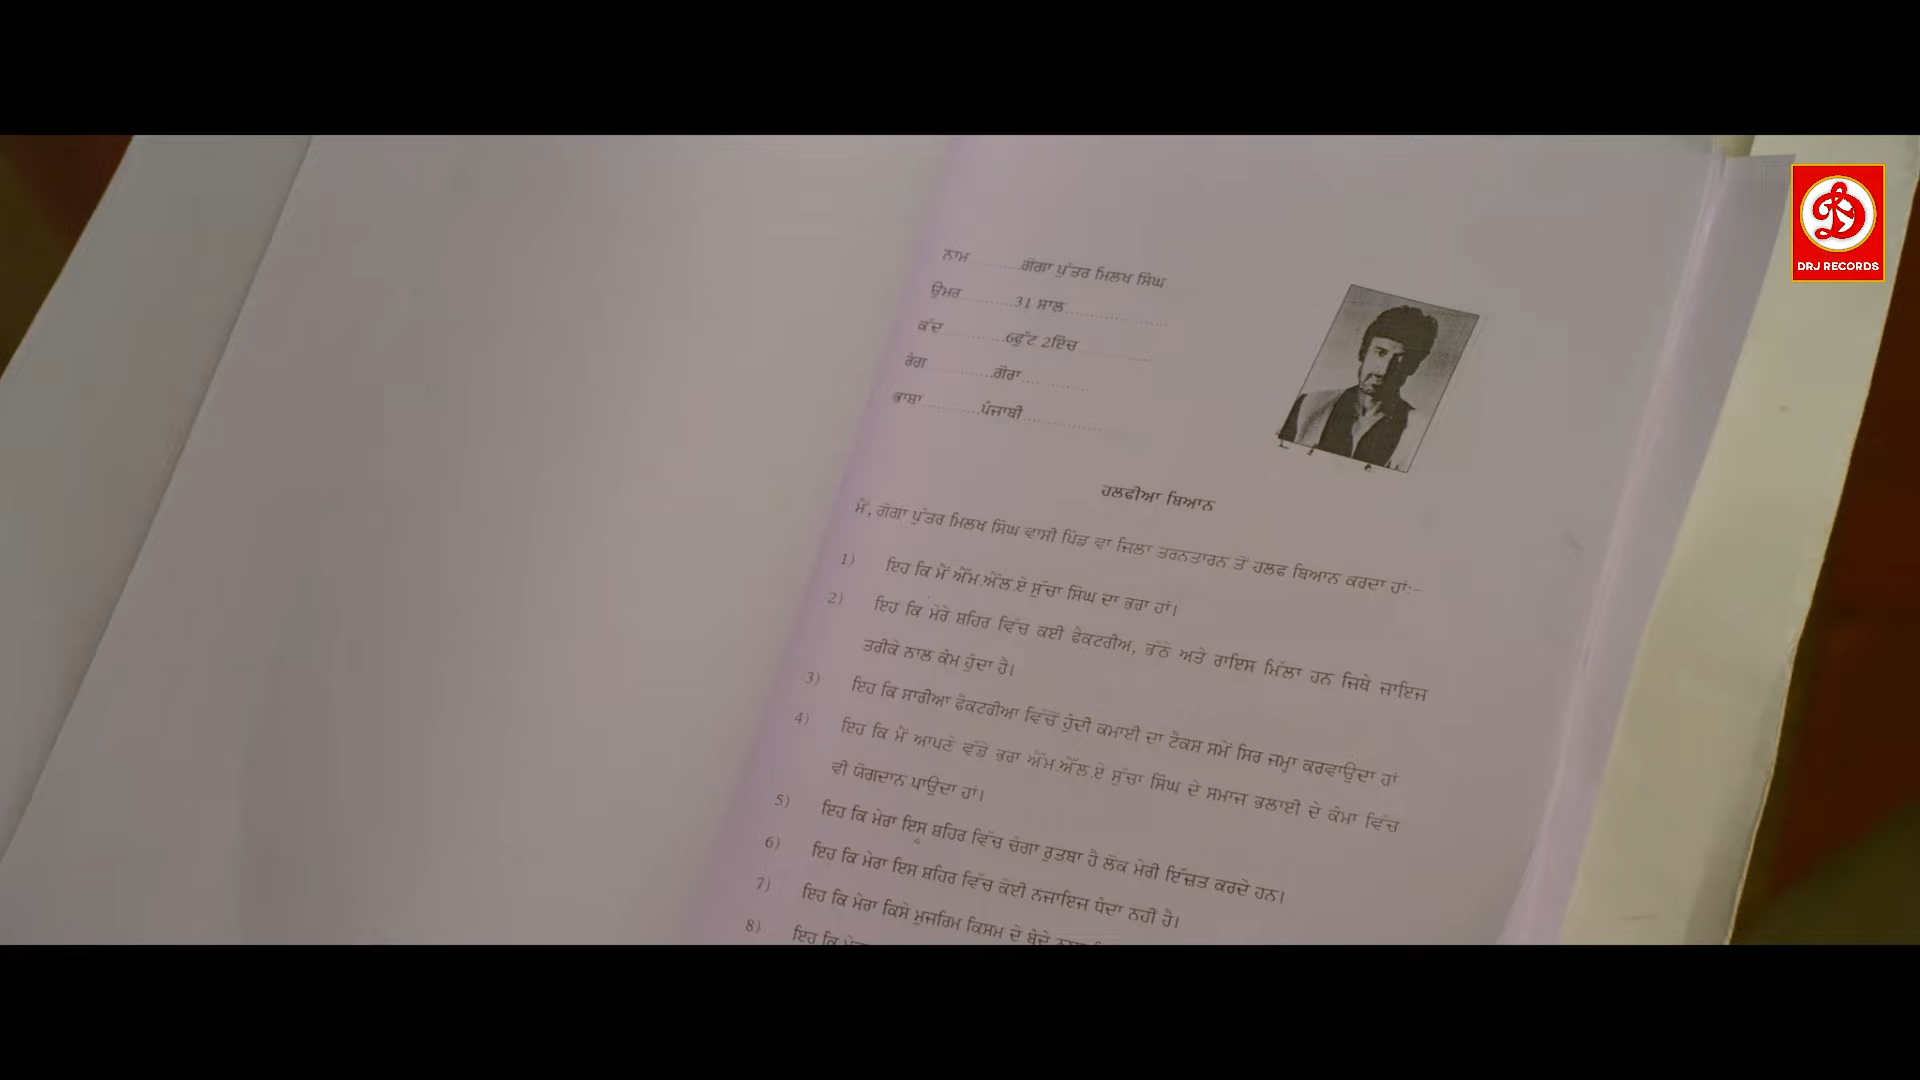 DRJ RECORDS
ਨਾਮ ..........ਗੋਗਾ ਪੁੱਤਰ ਮਿਲਖ ਸਿੰਘ
ਉਮਰ ..........31 ਸਾਲ....................
ਕੱਦ ..........6ਫੁੱਟ 2ਇੰਚ...............
ਰੰਗ ............ਗੋਰਾ.............
ਭਾਸ਼ਾ ...........ਪੰਜਾਬੀ....................
ਹਲਫੀਆ ਬਿਆਨ
ਮੈਂ, ਗੋਗਾ ਪੁੱਤਰ ਮਿਲਖ ਸਿੰਘ ਵਾਸੀ ਪਿੰਡ ਵਾ ਜਿਲਾ ਤਰਨਤਾਰਨ ਤੋਂ ਹਲਫ ਬਿਆਨ ਕਰਦਾ ਹਾਂ:-
1) ਇਹ ਕਿ ਮੈਂ ਐੱਮ.ਐੱਲ.ਏ ਸੁੱਚਾ ਸਿੰਘ ਦਾ ਭਰਾ ਹਾਂ।
2) ਇਹ ਕਿ ਮੇਰੇ ਸ਼ਹਿਰ ਵਿੱਚ ਕਈ ਫੈਕਟਰੀਅ, ਭੱਠੇ ਅਤੇ ਰਾਇਸ ਮਿੱਲਾ ਹਨ ਜਿਥੇ ਜਾਇਜ
ਤਰੀਕੇ ਨਾਲ ਕੰਮ ਹੁੰਦਾ ਹੈ।
3) ਇਹ ਕਿ ਸਾਰੀਆ ਫੈਕਟਰੀਆ ਵਿੱਚੋ ਹੁੰਦੀ ਕਮਾਈ ਦਾ ਟੈਕਸ ਸਮੇਂ ਸਿਰ ਜਮ੍ਹਾ ਕਰਵਾਉਂਦਾ ਹਾਂ
4) ਇਹ ਕਿ ਮੈਂ ਆਪਣੇ ਵੱਡੇ ਭਰਾ ਐੱਮ.ਐੱਲ.ਏ ਸੁੱਚਾ ਸਿੰਘ ਦੇ ਸਮਾਜ ਭਲਾਈ ਦੇ ਕੰਮਾ ਵਿੱਚ
ਵੀ ਯੋਗਦਾਨ ਪਾਉਂਦਾ ਹਾਂ।
5) ਇਹ ਕਿ ਮੇਰਾ ਇਸ ਸ਼ਹਿਰ ਵਿੱਚ ਚੰਗਾ ਰੁਤਬਾ ਹੈ ਲੋਕ ਮੇਰੀ ਇੱਜ਼ਤ ਕਰਦੇ ਹਨ।
6) ਇਹ ਕਿ ਮੇਰਾ ਇਸ ਸ਼ਹਿਰ ਵਿੱਚ ਕੋਈ ਨਜਾਇਜ ਧੰਦਾ ਨਹੀਂ ਹੈ।
7) ਇਹ ਕਿ ਮੇਰਾ ਕਿਸੇ ਮੁਜਰਿਮ ਕਿਸਮ ਦੇ ਬੰਦੇ
8) ਇਹ ਕਿ